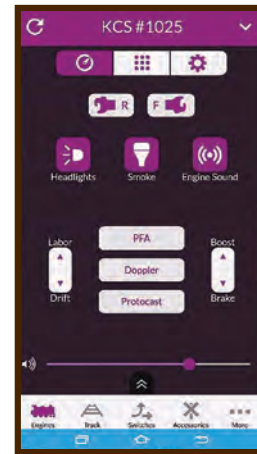 KCS #1025
R F
Headlights Smoke Engine Sound
Labor PFA Boost
Doppler
Drift Protocast Brake
Engines Track Switches Accessories More